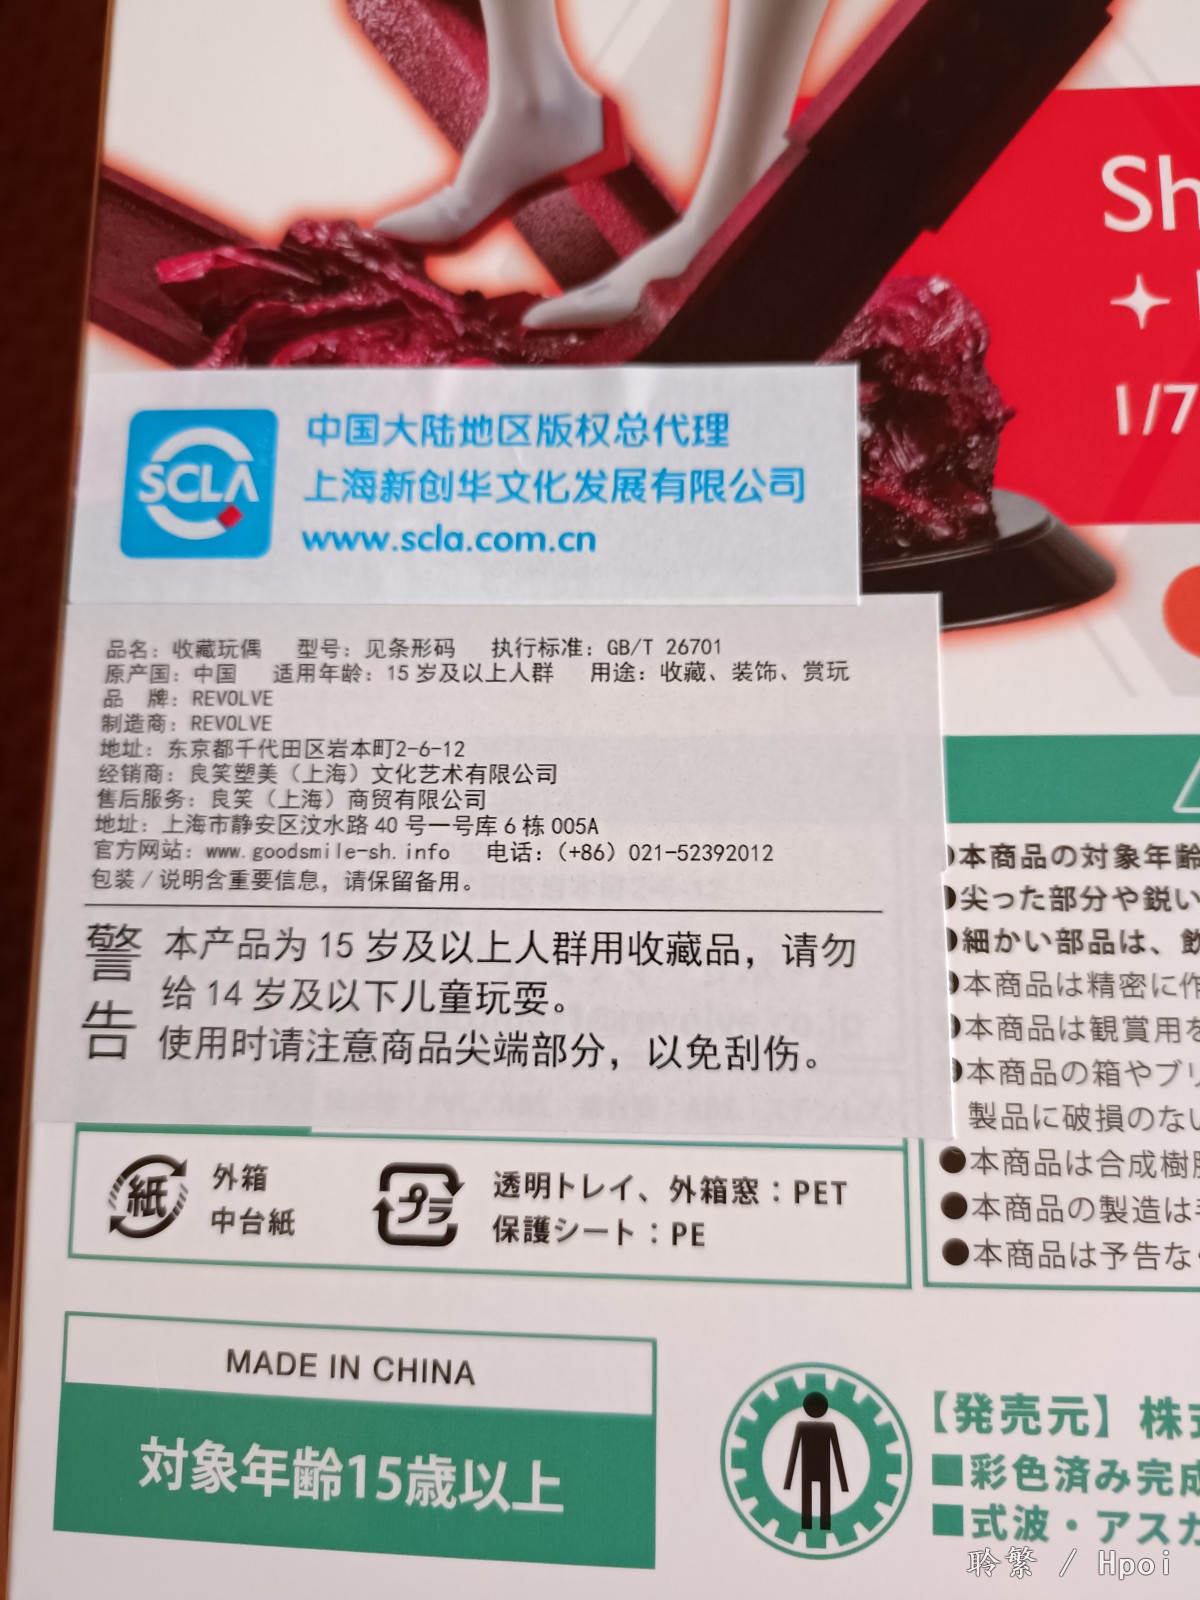 Sh
1/7
SCLA
中国大陆地区版权总代理
上海新创华文化发展有限公司
www.scla.com.cn
品名：收藏玩偶 型号：见条形码 执行标准：GB/T 26701
原产国：中国 适用年龄：15 岁及以上人群 用途：收藏、装饰、赏玩
品 牌：REVOLVE
制造商：REVOLVE
地址：东京都千代田区岩本町2-6-12
经销商：良笑塑美（上海）文化艺术有限公司
售后服务：良笑（上海）商贸有限公司
地址：上海市静安区汶水路 40 号一号库 6 栋 005A
官方网站：www.goodsmile-sh.info 电话：（+86）021-52392012
包装／说明含重要信息，请保留备用。
警告
本产品为 15 岁及以上人群用收藏品，请勿
给 14 岁及以下儿童玩耍。
使用时请注意商品尖端部分，以免刮伤。
本商品の対象年齢
●尖った部分や鋭い
●細かい部品は、飲
●本商品は精密に作
●本商品は観賞用を
●本商品の箱やブリ
製品に破損のない
●本商品は合成樹脂
●本商品の製造は
●本商品は予告な
紙
外箱
中台紙
プラ
透明トレイ、外箱窓：PET
保護シート：PE
MADE IN CHINA
対象年齢15歳以上
【発売元】株式
■彩色済み完成
■式波・アスカ
聆繁 / Hpoi